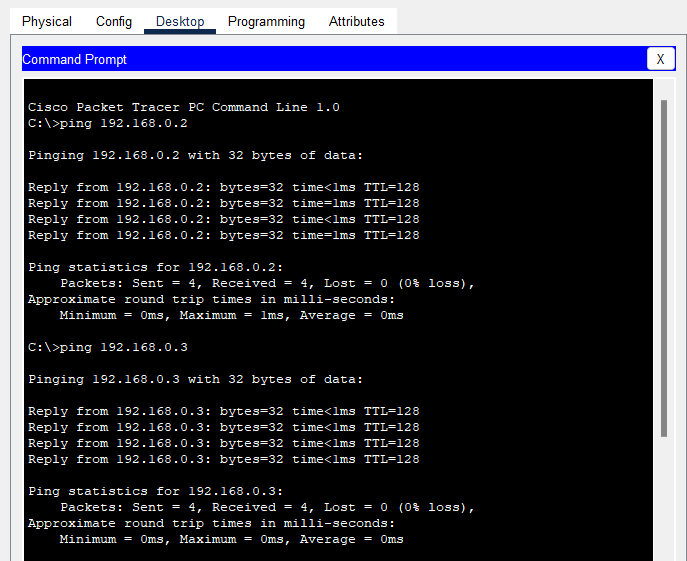 Physical Config Desktop Programming Attributes
Command Prompt X
Cisco Packet Tracer PC Command Line 1.0
C:\>ping 192.168.0.2
Pinging 192.168.0.2 with 32 bytes of data:
Reply from 192.168.0.2: bytes=32 time<1ms TTL=128
Reply from 192.168.0.2: bytes=32 time=1ms TTL=128
Reply from 192.168.0.2: bytes=32 time<1ms TTL=128
Reply from 192.168.0.2: bytes=32 time=1ms TTL=128
Ping statistics for 192.168.0.2:
Packets: Sent = 4, Received = 4, Lost = 0 (0% loss),
Approximate round trip times in milli-seconds:
Minimum = 0ms, Maximum = 1ms, Average = 0ms
C:\>ping 192.168.0.3
Pinging 192.168.0.3 with 32 bytes of data:
Reply from 192.168.0.3: bytes=32 time<1ms TTL=128
Reply from 192.168.0.3: bytes=32 time<1ms TTL=128
Reply from 192.168.0.3: bytes=32 time<1ms TTL=128
Reply from 192.168.0.3: bytes=32 time<1ms TTL=128
Ping statistics for 192.168.0.3:
Packets: Sent = 4, Received = 4, Lost = 0 (0% loss),
Approximate round trip times in milli-seconds:
Minimum = 0ms, Maximum = 0ms, Average = 0ms